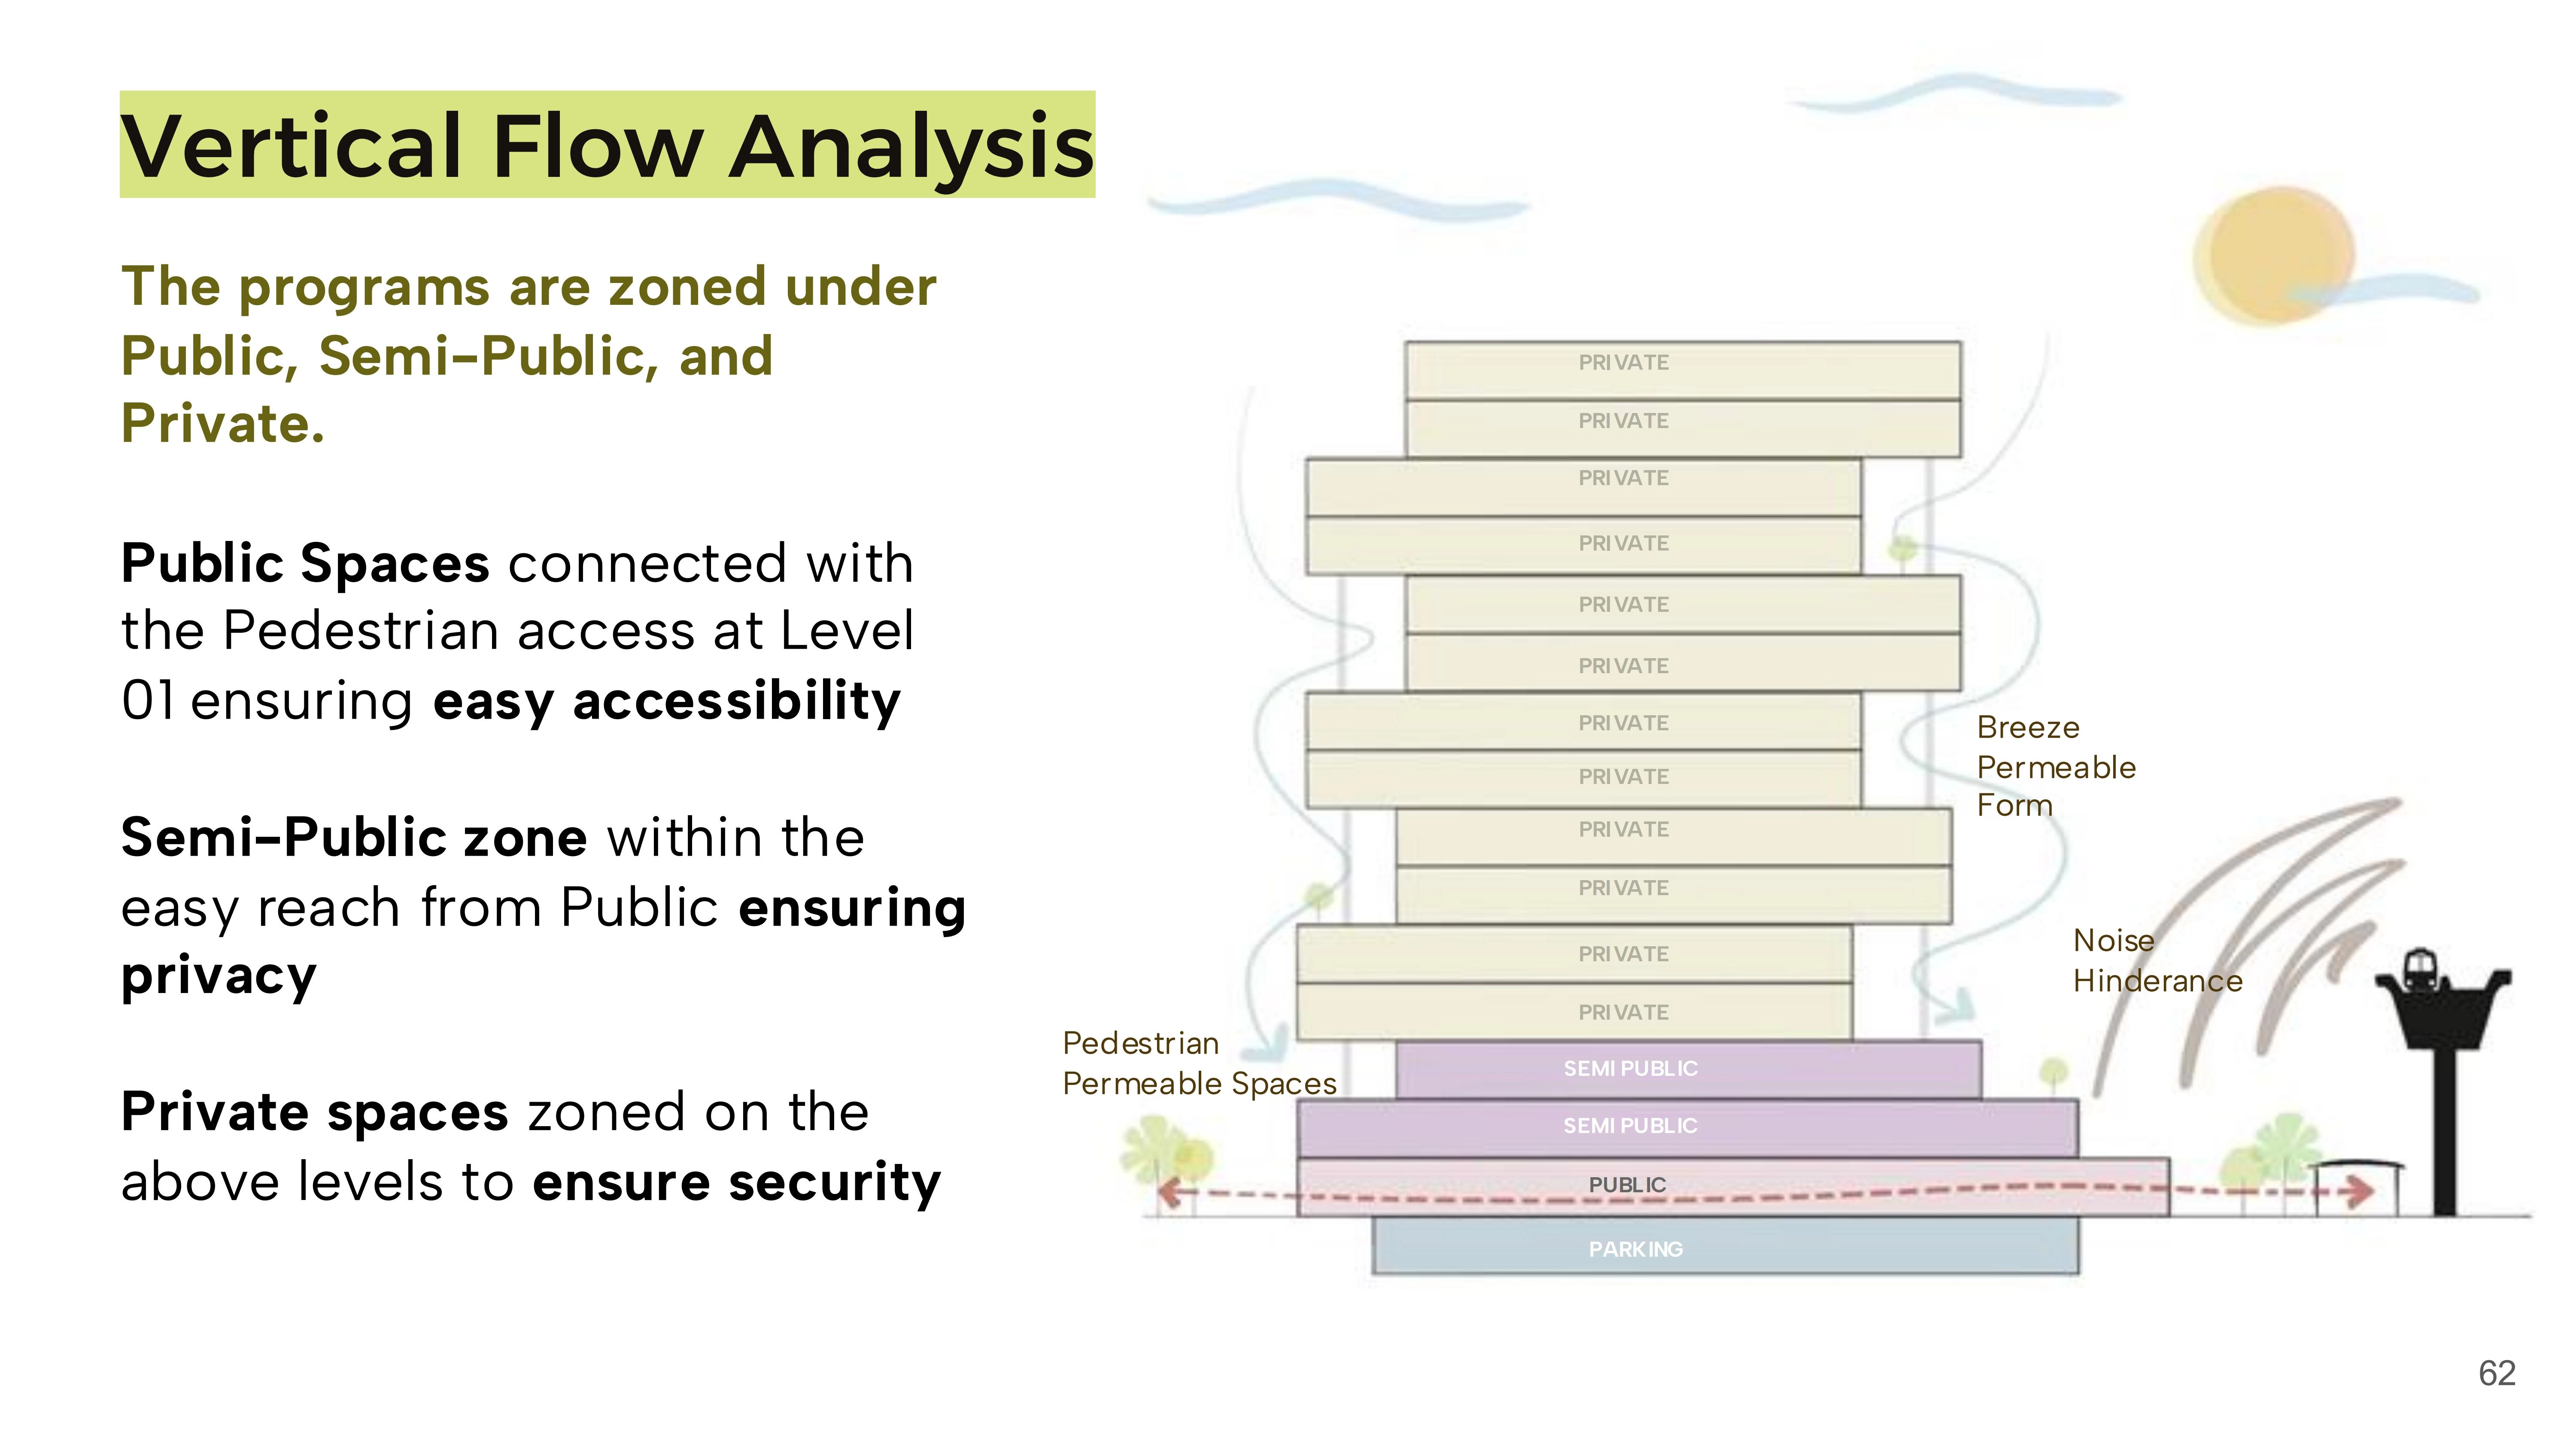 Vertical Flow Analysis
The programs are zoned under
Public, Semi-Public, and
Private.
Public Spaces connected with
the Pedestrian access at Level
01 ensuring easy accessibility
Semi-Public zone within the
easy reach from Public ensuring
privacy
Private spaces zoned on the
above levels to ensure security
PRIVATE
PRIVATE
PRIVATE
PRIVATE
PRIVATE
PRIVATE
PRIVATE
PRIVATE
PRIVATE
PRIVATE
PRIVATE
PRIVATE
SEMI PUBLIC
SEMI PUBLIC
PUBLIC
PARKING
Breeze
Permeable
Form
Noise
Hinderance
Pedestrian
Permeable Spaces
62